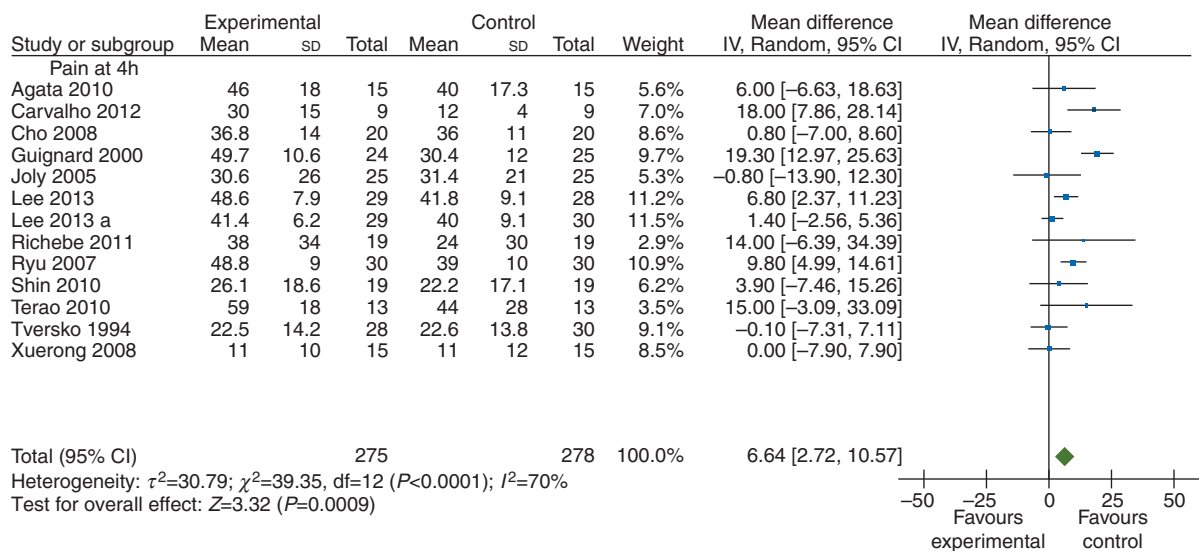 Experimental Control Mean difference Mean difference
Study or subgroup Mean SD Total Mean SD Total Weight IV, Random, 95% CI IV, Random, 95% CI
Pain at 4h
Agata 2010 46 18 15 40 17.3 15 5.6% 6.00 [–6.63, 18.63]
Carvalho 2012 30 15 9 12 4 9 7.0% 18.00 [7.86, 28.14]
Cho 2008 36.8 14 20 36 11 20 8.6% 0.80 [–7.00, 8.60]
Guignard 2000 49.7 10.6 24 30.4 12 25 9.7% 19.30 [12.97, 25.63]
Joly 2005 30.6 26 25 31.4 21 25 5.3% –0.80 [–13.90, 12.30]
Lee 2013 48.6 7.9 29 41.8 9.1 28 11.2% 6.80 [2.37, 11.23]
Lee 2013 a 41.4 6.2 29 40 9.1 30 11.5% 1.40 [–2.56, 5.36]
Richebe 2011 38 34 19 24 30 19 2.9% 14.00 [–6.39, 34.39]
Ryu 2007 48.8 9 30 39 10 30 10.9% 9.80 [4.99, 14.61]
Shin 2010 26.1 18.6 19 22.2 17.1 19 6.2% 3.90 [–7.46, 15.26]
Terao 2010 59 18 13 44 28 13 3.5% 15.00 [–3.09, 33.09]
Tversko 1994 22.5 14.2 28 22.6 13.8 30 9.1% –0.10 [–7.31, 7.11]
Xuerong 2008 11 10 15 11 12 15 8.5% 0.00 [–7.90, 7.90]
Total (95% CI) 275 278 100.0% 6.64 [2.72, 10.57]
Heterogeneity: τ²=30.79; χ²=39.35, df=12 (P<0.0001); I²=70%
Test for overall effect: Z=3.32 (P=0.0009)
–50 –25 0 25 50
Favours Favours
experimental control